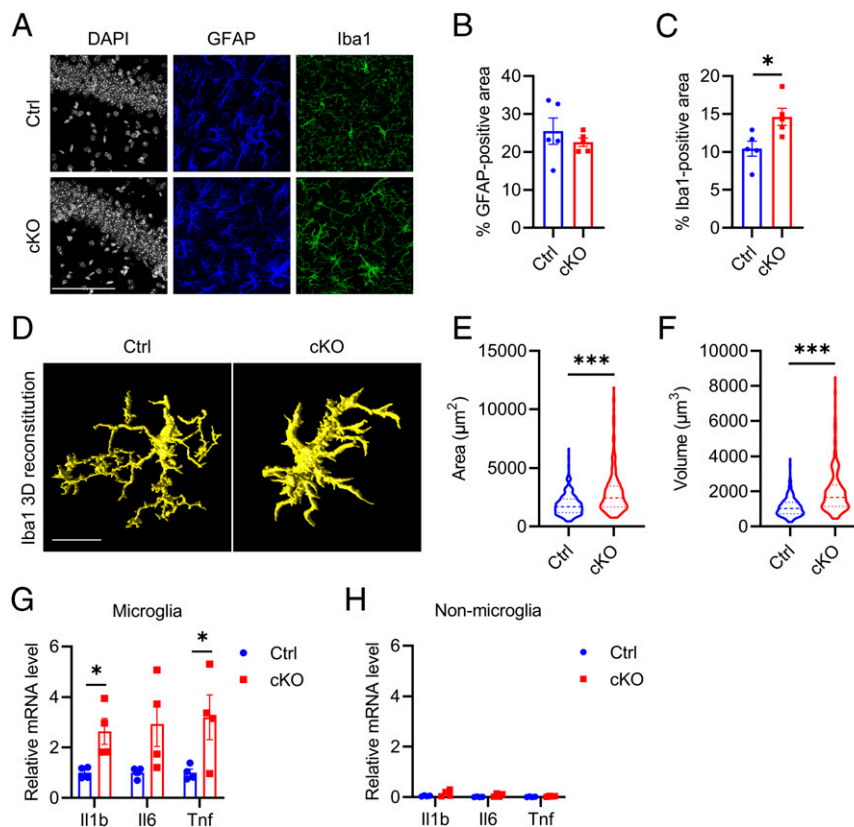 A
DAPI GFAP Iba1
Ctrl
cKO
B
% GFAP-positive area
40
30
20
10
0
Ctrl cKO
C
*
% Iba1-positive area
20
15
10
5
0
Ctrl cKO
D
Ctrl cKO
Iba1 3D reconstitution
E
***
Area (μm²)
15000
10000
5000
0
Ctrl cKO
F
***
Volume (μm³)
10000
8000
6000
4000
2000
0
Ctrl cKO
G
Microglia
Relative mRNA level
6
4
2
0
* *
Ctrl
cKO
Il1b Il6 Tnf
H
Non-microglia
Relative mRNA level
6
4
2
0
Ctrl
cKO
Il1b Il6 Tnf